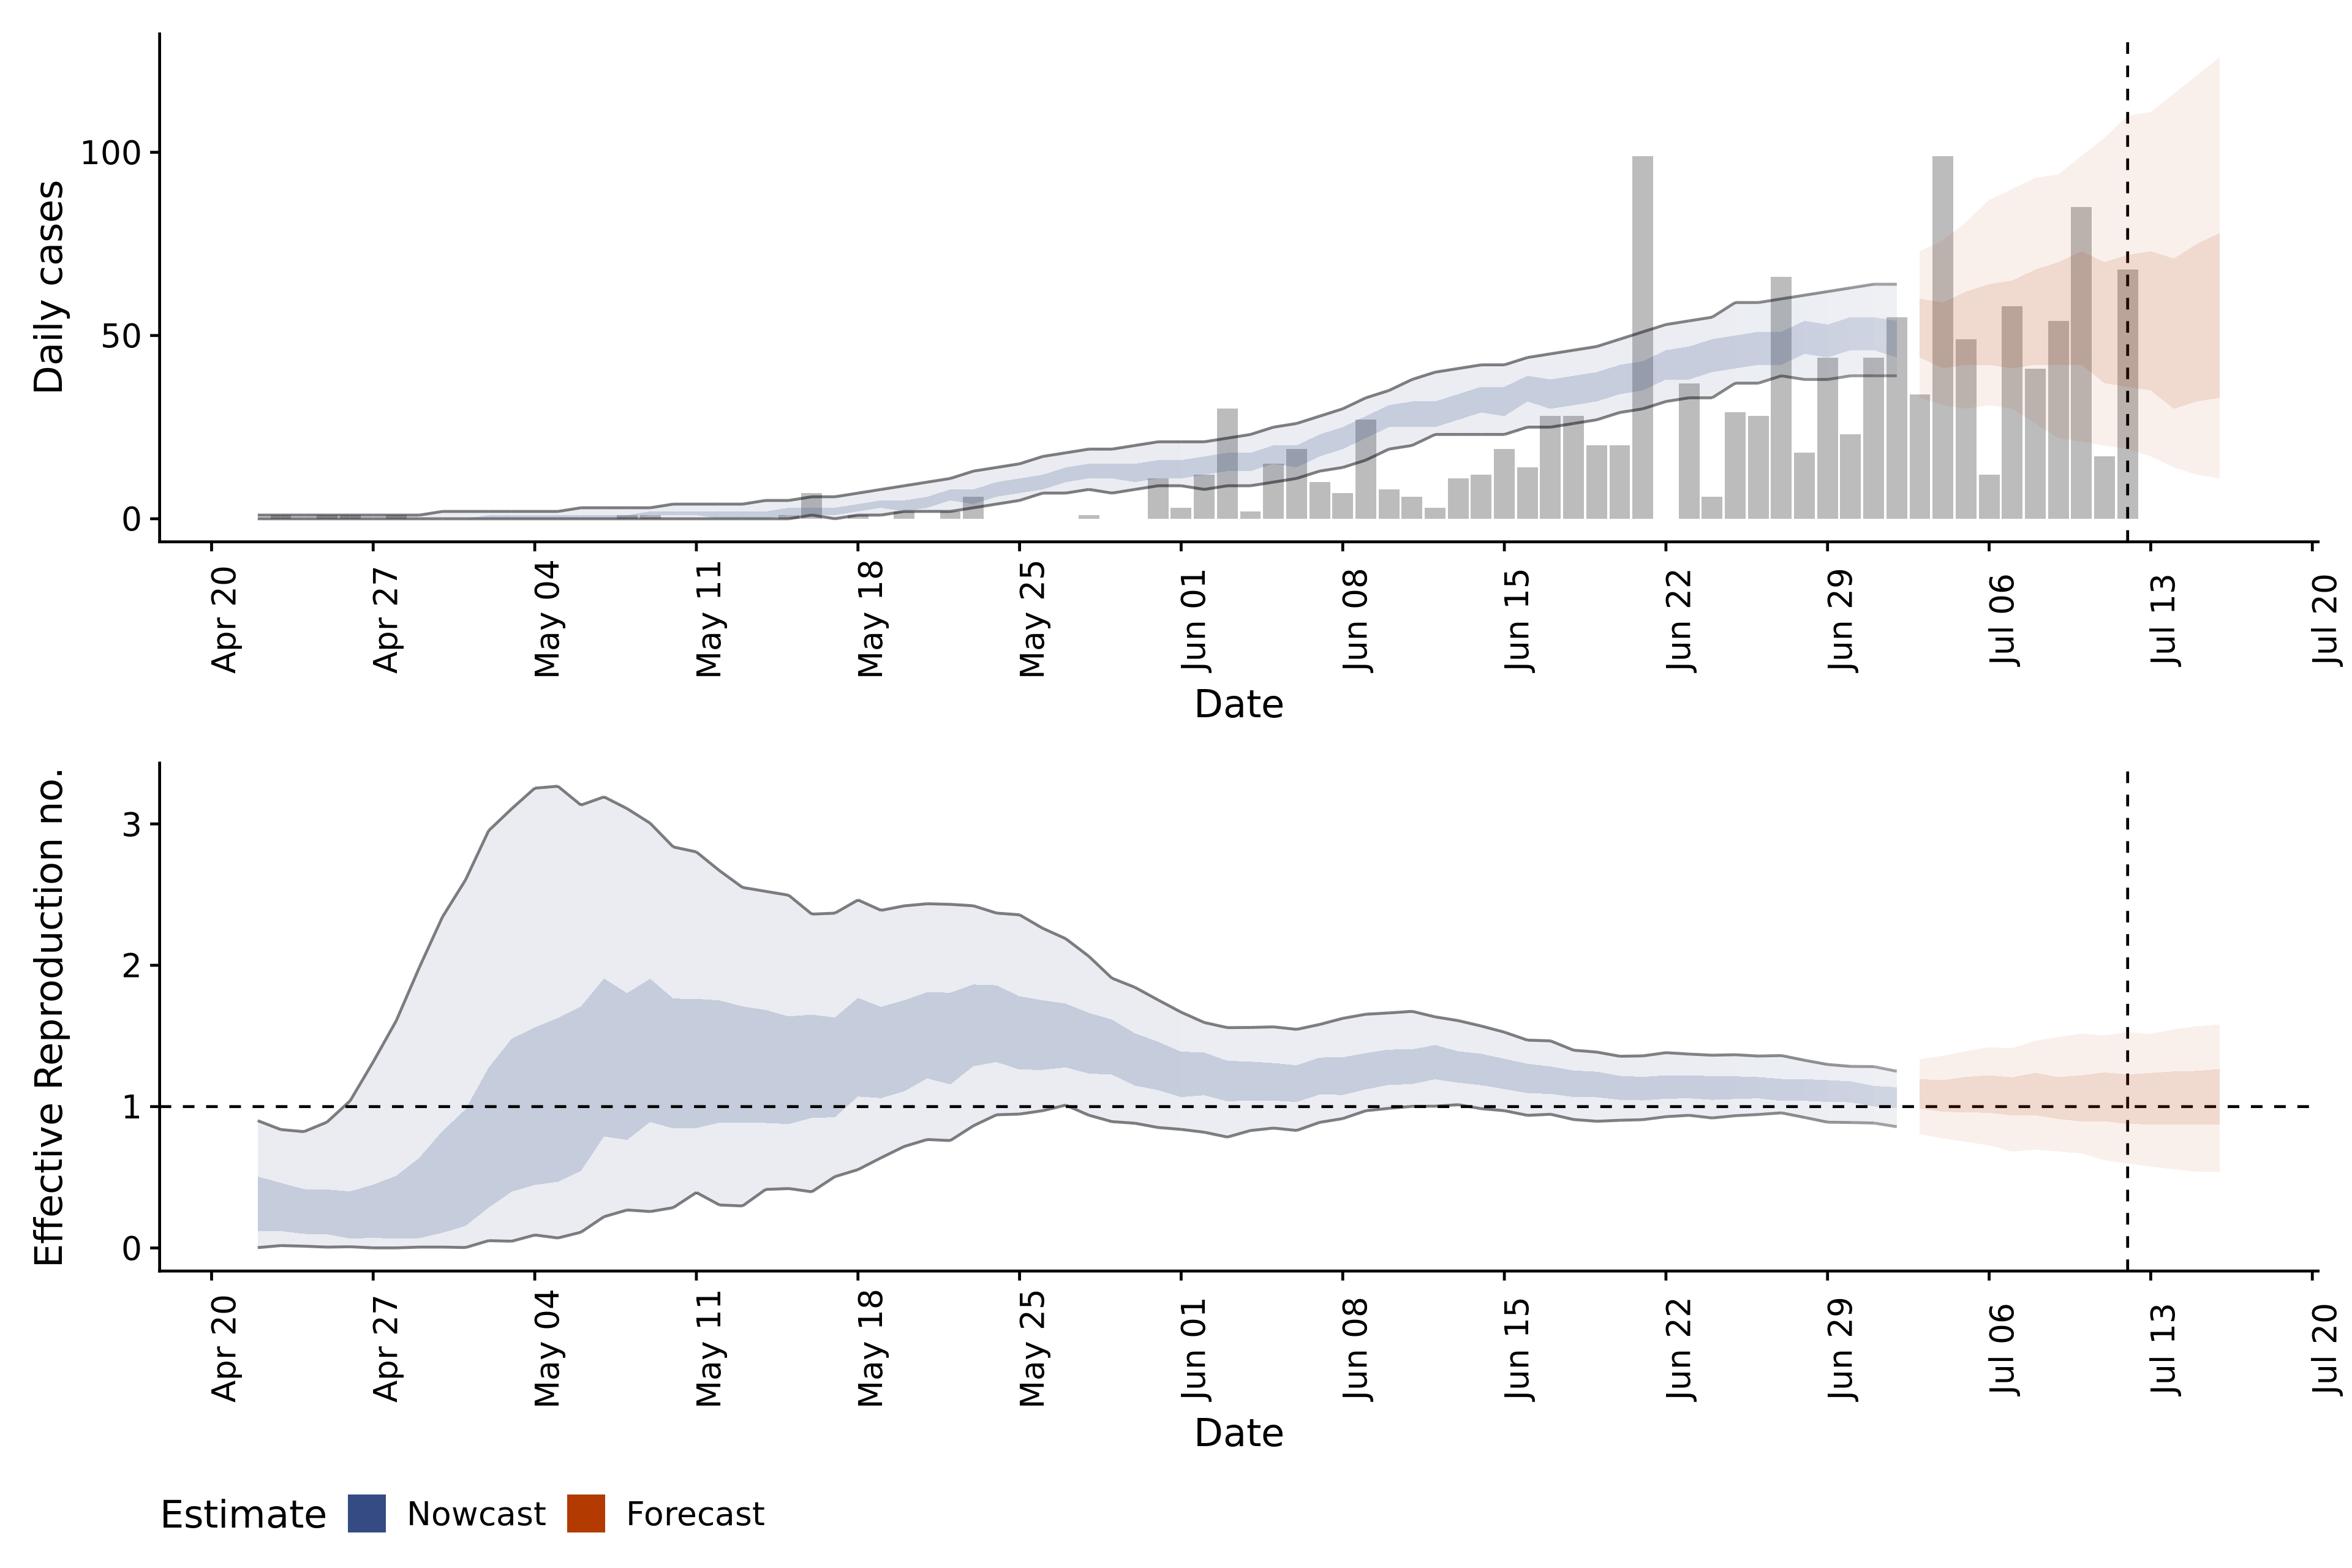 Daily cases
100
50
0
Apr 20 Apr 27 May 04 May 11 May 18 May 25 Jun 01 Jun 08 Jun 15 Jun 22 Jun 29 Jul 06 Jul 13 Jul 20
Date
Effective Reproduction no.
3
2
1
0
Apr 20 Apr 27 May 04 May 11 May 18 May 25 Jun 01 Jun 08 Jun 15 Jun 22 Jun 29 Jul 06 Jul 13 Jul 20
Date
Estimate Nowcast Forecast